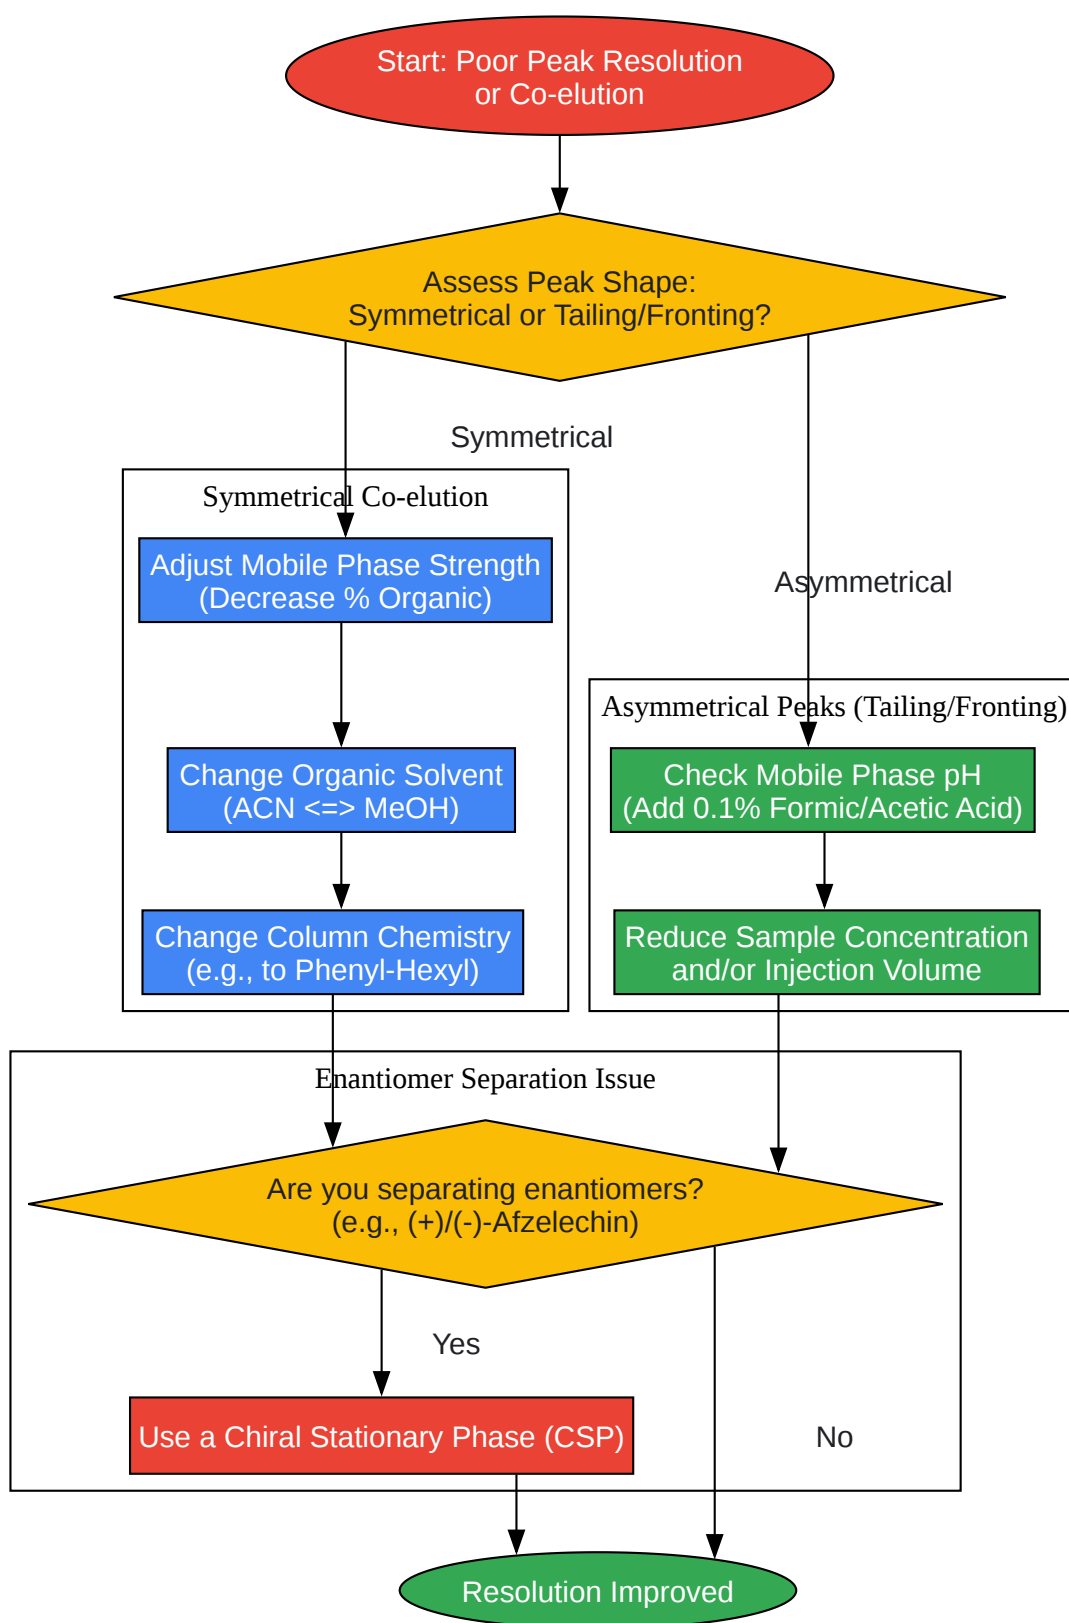 Start: Poor Peak Resolution
or Co-elution
Assess Peak Shape:
Symmetrical or Tailing/Fronting?
Symmetrical
Symmetrical Co-elution
Adjust Mobile Phase Strength
(Decrease % Organic)
Asymmetrical
Asymmetrical Peaks (Tailing/Fronting)
Change Organic Solvent
(ACN <=> MeOH)
Check Mobile Phase pH
(Add 0.1% Formic/Acetic Acid)
Change Column Chemistry
(e.g., to Phenyl-Hexyl)
Reduce Sample Concentration
and/or Injection Volume
Enantiomer Separation Issue
Are you separating enantiomers?
(e.g., (+)/(-)-Afzelechin)
Yes
Use a Chiral Stationary Phase (CSP)
No
Resolution Improved